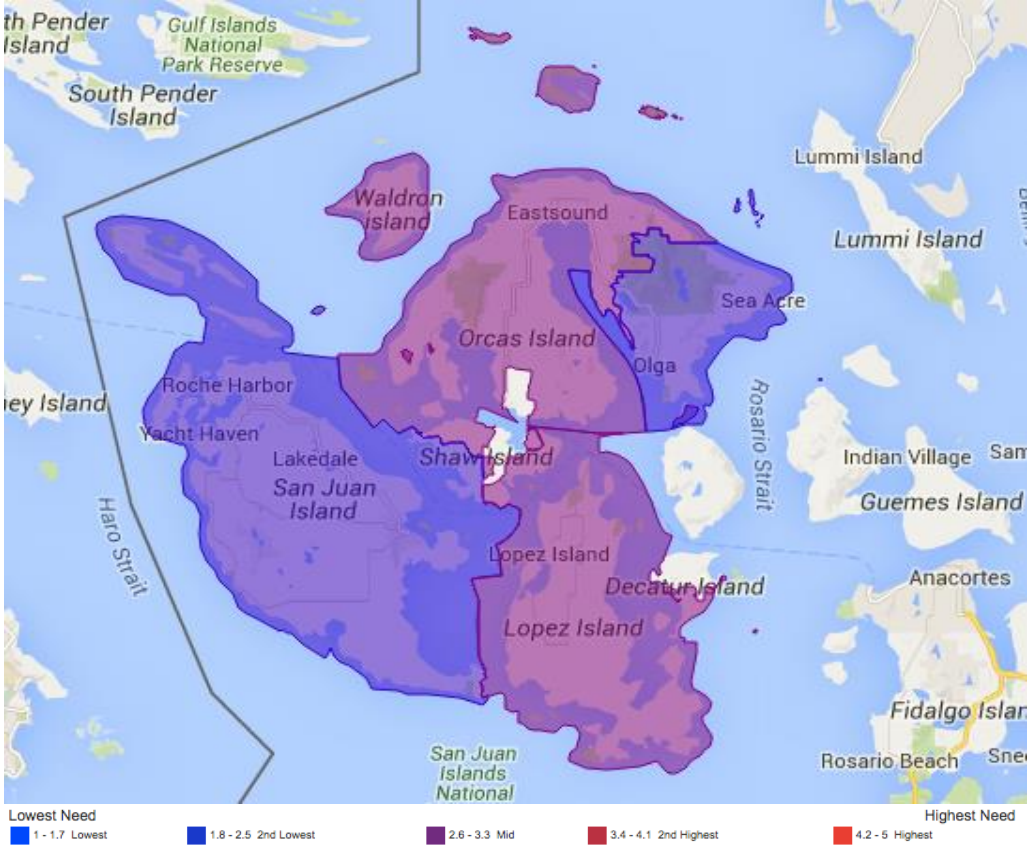 th Pender
Island
Gulf Islands
National
Park Reserve
South Pender
Island
Lummi Island
Waldron
island
Eastsound
Lummi Island
Sea Acre
Orcas Island
Olga
Roche Harbor
ney Island
Rosario Strait
Yacht Haven
Lakedale
Shaw Island
Indian Village
Sam
San Juan
Island
Guemes Island
Haro Strait
Lopez Island
Decatur Island
Anacortes
Lopez Island
Fidalgo Islan
San Juan
Islands
National
Rosario Beach
Sne
Lowest Need
Highest Need
1 - 1.7 Lowest
1.8 - 2.5 2nd Lowest
2.6 - 3.3 Mid
3.4 - 4.1 2nd Highest
4.2 - 5 Highest